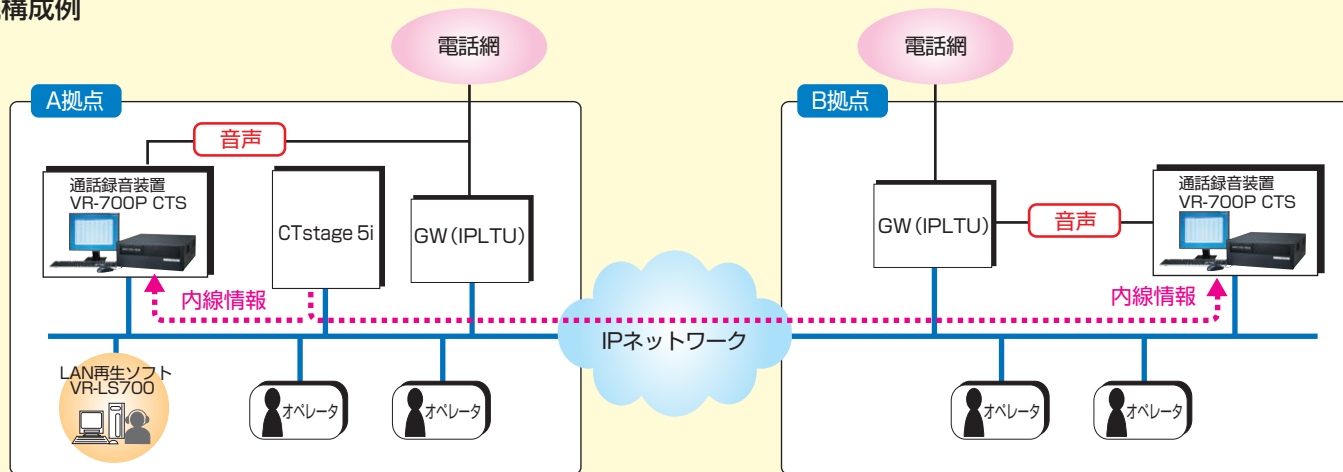 構成例
電話網
電話網
A拠点
B拠点
音声
通話録音装置
VR-700P CTS
CTstage 5i
GW(IPLTU)
GW(IPLTU)
音声
通話録音装置
VR-700P CTS
内線情報
内線情報
IPネットワーク
LAN再生ソフト
VR-LS700
オペレータ
オペレータ
オペレータ
オペレータ